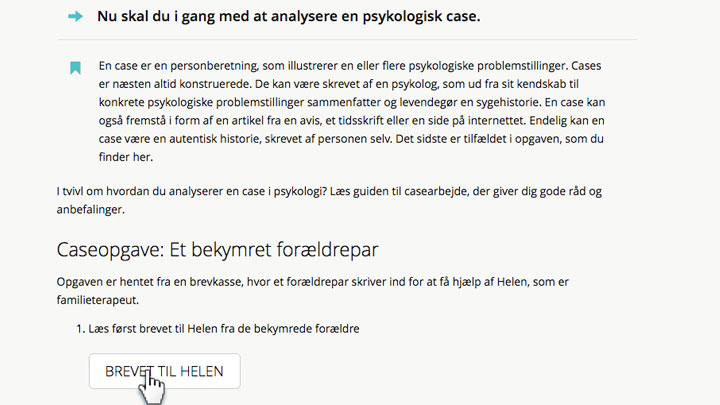 Nu skal du i gang med at analysere en psykologisk case.
En case er en personberetning, som illustrerer en eller flere psykologiske problemstillinger. Cases
er næsten altid konstruerede. De kan være skrevet af en psykolog, som ud fra sit kendskab til
konkrete psykologiske problemstillinger sammenfatter og levendegør en sygehistorie. En case kan
også fremstå i form af en artikel fra en avis, et tidsskrift eller en side på internettet. Endelig kan en
case være en autentisk historie, skrevet af personen selv. Det sidste er tilfældet i opgaven, som du
finder her.
I tvivl om hvordan du analyserer en case i psykologi? Læs guiden til casearbejde, der giver dig gode råd og
anbefalinger.
Caseopgave: Et bekymret forældrepar
Opgaven er hentet fra en brevkasse, hvor et forældrepar skriver ind for at få hjælp af Helen, som er
familieterapeut.
1. Læs først brevet til Helen fra de bekymrede forældre
BREVET TIL HELEN